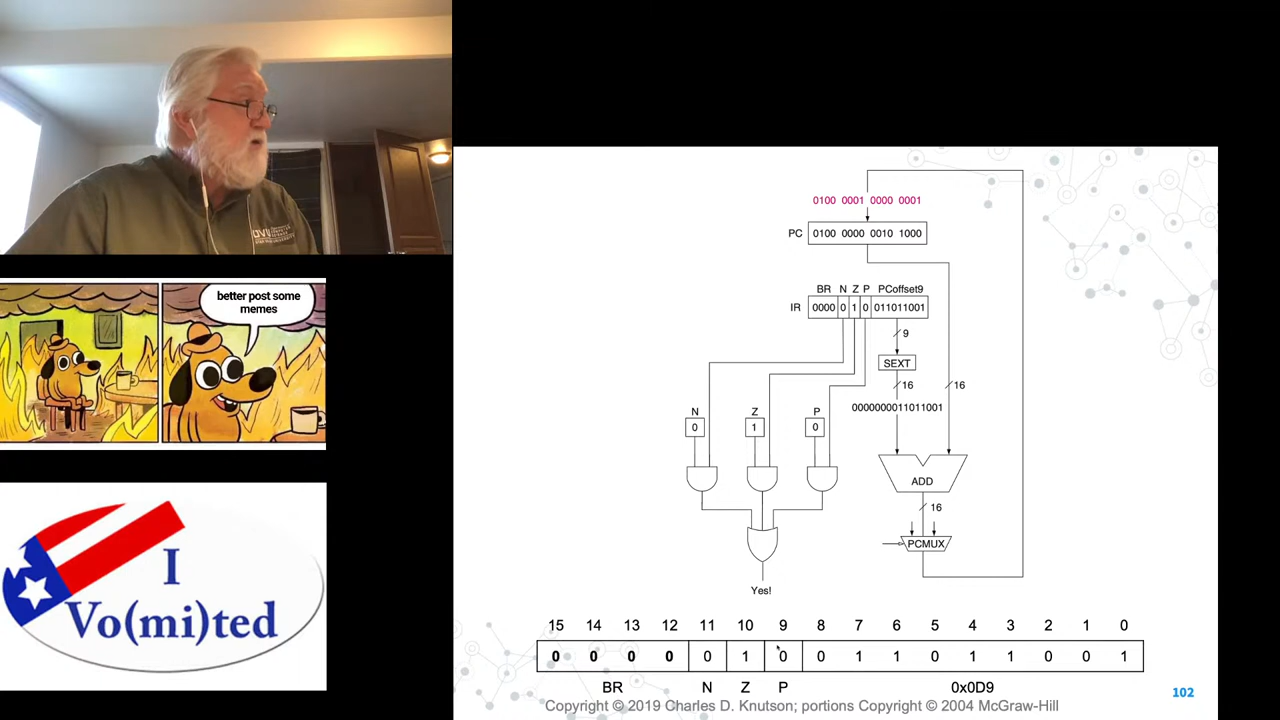 UVU
better post some
memes
I
Vo(mi)ted
0100 0001 0000 0001
PC 0100 0000 0010 1000
BR N Z P PCoffset9
IR 0000 0 1 0 011011001
9
SEXT
16 16
0000000011011001
N Z P
0 1 0
ADD
16
PCMUX
Yes!
15 14 13 12 11 10 9 8 7 6 5 4 3 2 1 0
0 0 0 0 0 1 0 0 1 1 0 1 1 0 0 1
BR N Z P 0x0D9
102
Copyright © 2019 Charles D. Knutson; portions Copyright © 2004 McGraw-Hill